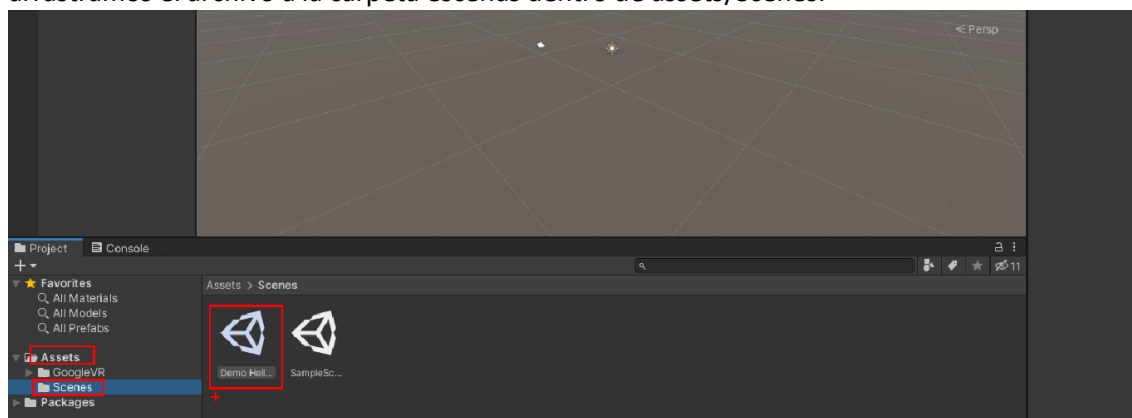 arrastramos el archivo a la carpeta escenas dentro de assets/Scenes.
< Persp
Project Console
11
Favorites
All Materials
All Models
All Prefabs
Assets > Scenes
Assets
GoogleVR
Scenes
Packages
Demo Hell...
SampleSc...